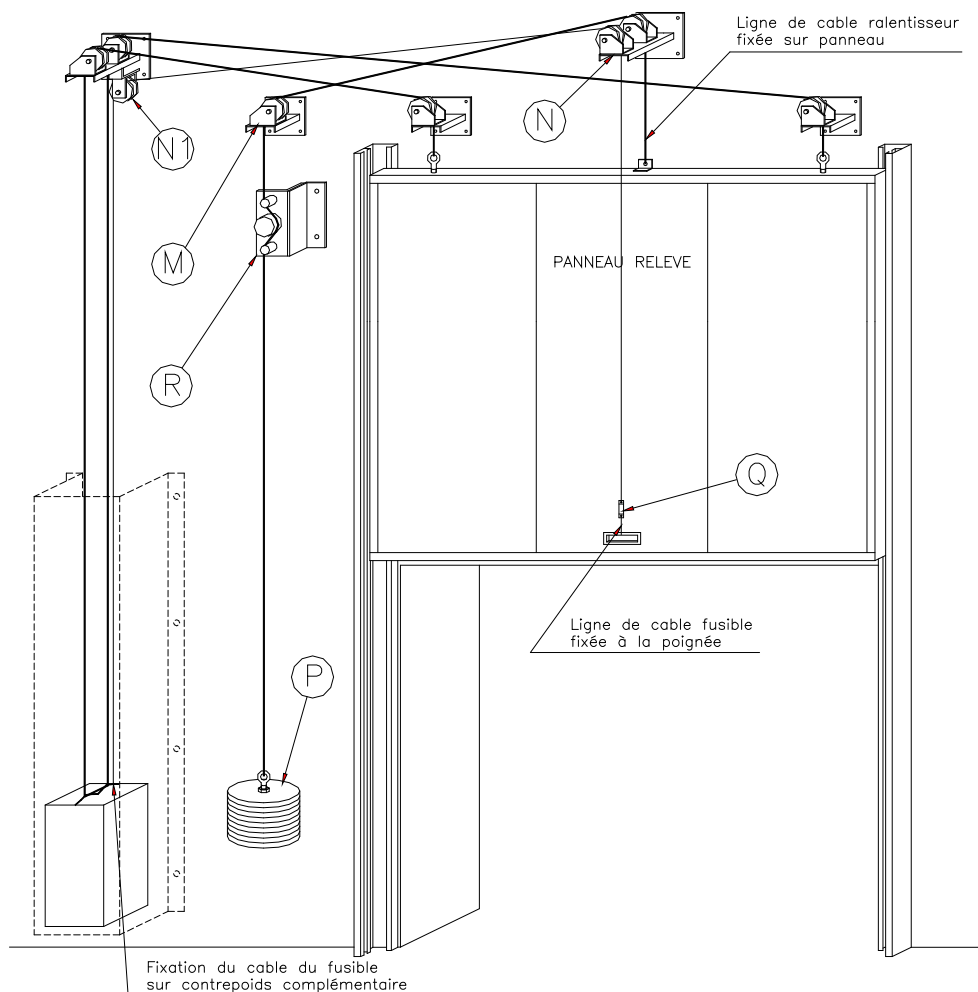 Ligne de cable ralentisseur
fixée sur panneau
N
N1
M
PANNEAU RELEVE
R
Q
Ligne de cable fusible
fixée à la poignée
P
Fixation du cable du fusible
sur contrepoids complémentaire